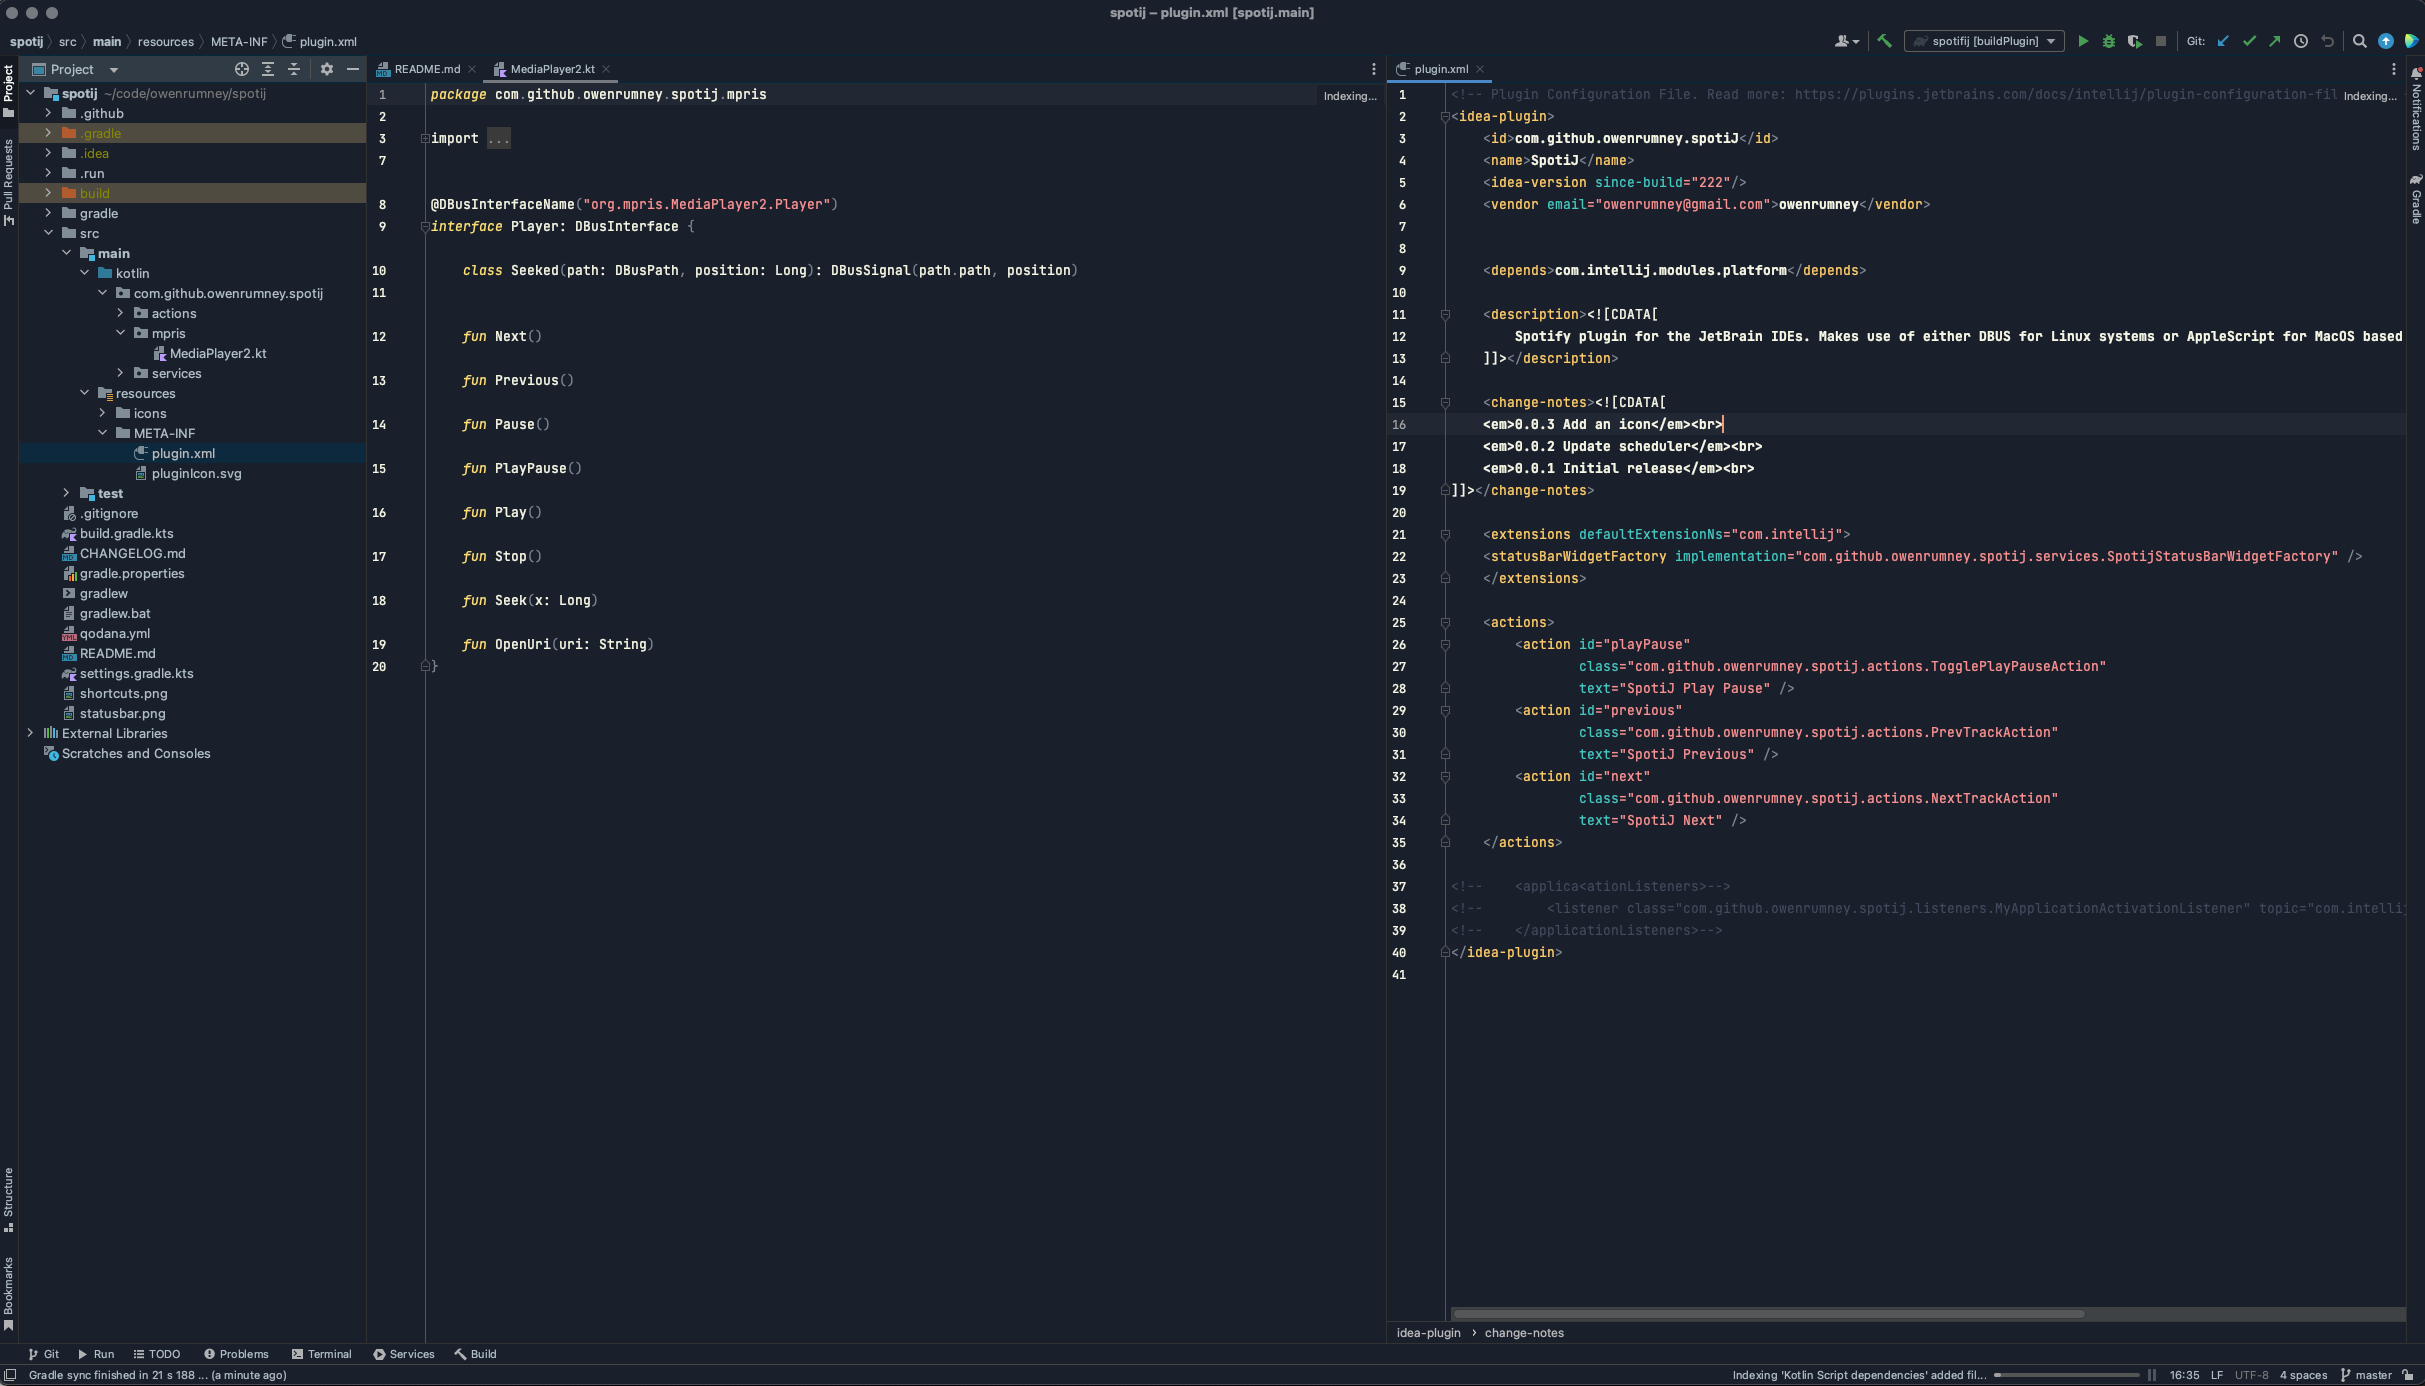 spotij – plugin.xml [spotij.main]
spotij src main resources META-INF plugin.xml
spotifij [buildPlugin] Git:
Project
spotij ~/code/owenrumney/spotij
.github
.gradle
.idea
.run
build
gradle
src
main
kotlin
com.github.owenrumney.spotij
actions
mpris
MediaPlayer2.kt
services
resources
icons
META-INF
plugin.xml
pluginIcon.svg
test
.gitignore
build.gradle.kts
CHANGELOG.md
gradle.properties
gradlew
gradlew.bat
qodana.yml
README.md
settings.gradle.kts
shortcuts.png
statusbar.png
External Libraries
Scratches and Consoles
Project
Pull Requests
Structure
Bookmarks
README.md MediaPlayer2.kt
Indexing...
1 package com.github.owenrumney.spotij.mpris
2
3 import ...
7
8 @DBusInterfaceName("org.mpris.MediaPlayer2.Player")
9 interface Player: DBusInterface {
10 class Seeked(path: DBusPath, position: Long): DBusSignal(path.path, position)
11
12 fun Next()
13 fun Previous()
14 fun Pause()
15 fun PlayPause()
16 fun Play()
17 fun Stop()
18 fun Seek(x: Long)
19 fun OpenUri(uri: String)
20 }
plugin.xml
Indexing...
1 <!-- Plugin Configuration File. Read more: https://plugins.jetbrains.com/docs/intellij/plugin-configuration-fil
2 <idea-plugin>
3 <id>com.github.owenrumney.spotiJ</id>
4 <name>SpotiJ</name>
5 <idea-version since-build="222"/>
6 <vendor email="owenrumney@gmail.com">owenrumney</vendor>
7
8
9 <depends>com.intellij.modules.platform</depends>
10
11 <description><![CDATA[
12 Spotify plugin for the JetBrain IDEs. Makes use of either DBUS for Linux systems or AppleScript for MacOS based
13 ]]></description>
14
15 <change-notes><![CDATA[
16 <em>0.0.3 Add an icon</em><br>
17 <em>0.0.2 Update scheduler</em><br>
18 <em>0.0.1 Initial release</em><br>
19 ]]></change-notes>
20
21 <extensions defaultExtensionNs="com.intellij">
22 <statusBarWidgetFactory implementation="com.github.owenrumney.spotij.services.SpotijStatusBarWidgetFactory" />
23 </extensions>
24
25 <actions>
26 <action id="playPause"
27 class="com.github.owenrumney.spotij.actions.TogglePlayPauseAction"
28 text="SpotiJ Play Pause" />
29 <action id="previous"
30 class="com.github.owenrumney.spotij.actions.PrevTrackAction"
31 text="SpotiJ Previous" />
32 <action id="next"
33 class="com.github.owenrumney.spotij.actions.NextTrackAction"
34 text="SpotiJ Next" />
35 </actions>
36
37 <!-- <applica<ationListeners>-->
38 <!-- <listener class="com.github.owenrumney.spotij.listeners.MyApplicationActivationListener" topic="com.intellij
39 <!-- </applicationListeners>-->
40 </idea-plugin>
41
idea-plugin › change-notes
Notifications
Gradle
Git Run TODO Problems Terminal Services Build
Gradle sync finished in 21 s 188 ... (a minute ago)
Indexing 'Kotlin Script dependencies' added fil... 16:35 LF UTF-8 4 spaces master